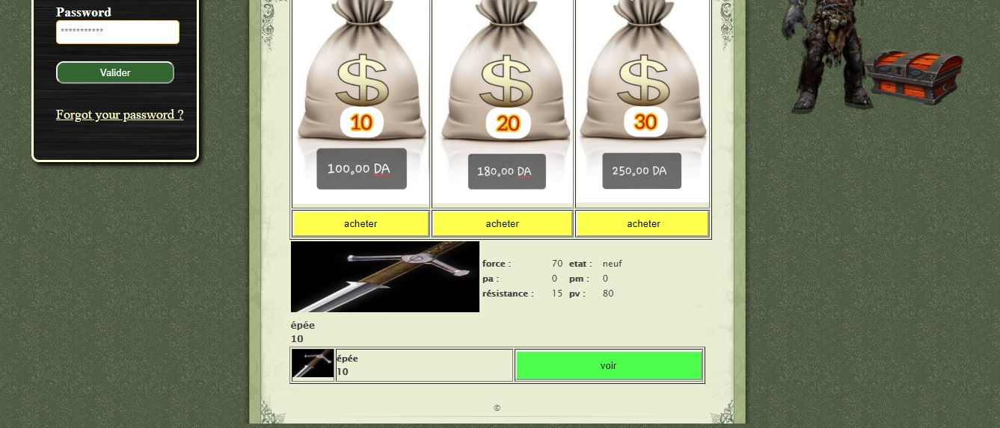 Password
***********
Valider
Forgot your password ?
$ $ $
10 20 30
100,00 DA 180,00 DA 250,00 DA
acheter acheter acheter
force : 70 etat : neuf
pa : 0 pm : 0
résistance : 15 pv : 80
épée
10
épée
10
voir
©